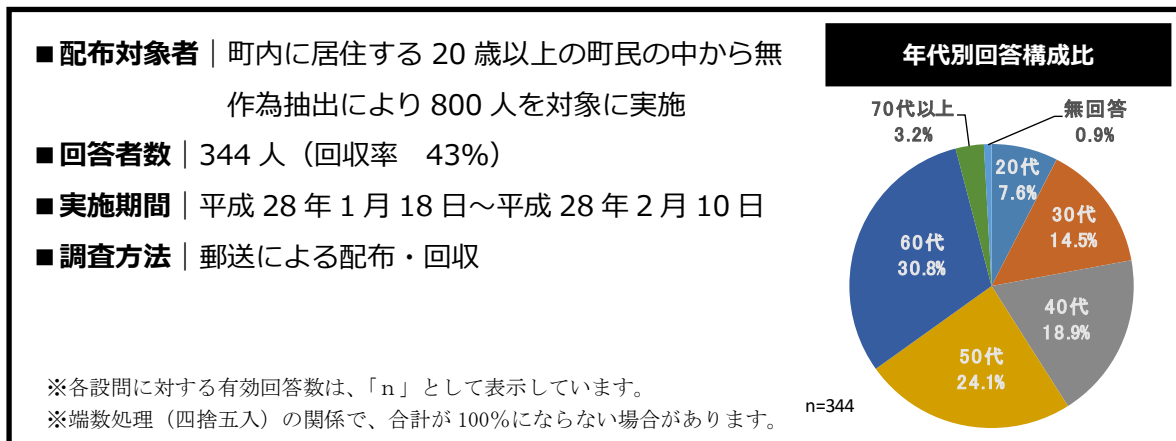 ■配布対象者｜町内に居住する 20 歳以上の町民の中から無
作為抽出により 800 人を対象に実施
■回答者数｜344 人（回収率　43%）
■実施期間｜平成 28 年 1 月 18 日～平成 28 年 2 月 10 日
■調査方法｜郵送による配布・回収
※各設問に対する有効回答数は、「ｎ」として表示しています。
※端数処理（四捨五入）の関係で、合計が 100％にならない場合があります。
年代別回答構成比
70代以上
3.2%
無回答
0.9%
20代
7.6%
30代
14.5%
40代
18.9%
50代
24.1%
60代
30.8%
n=344